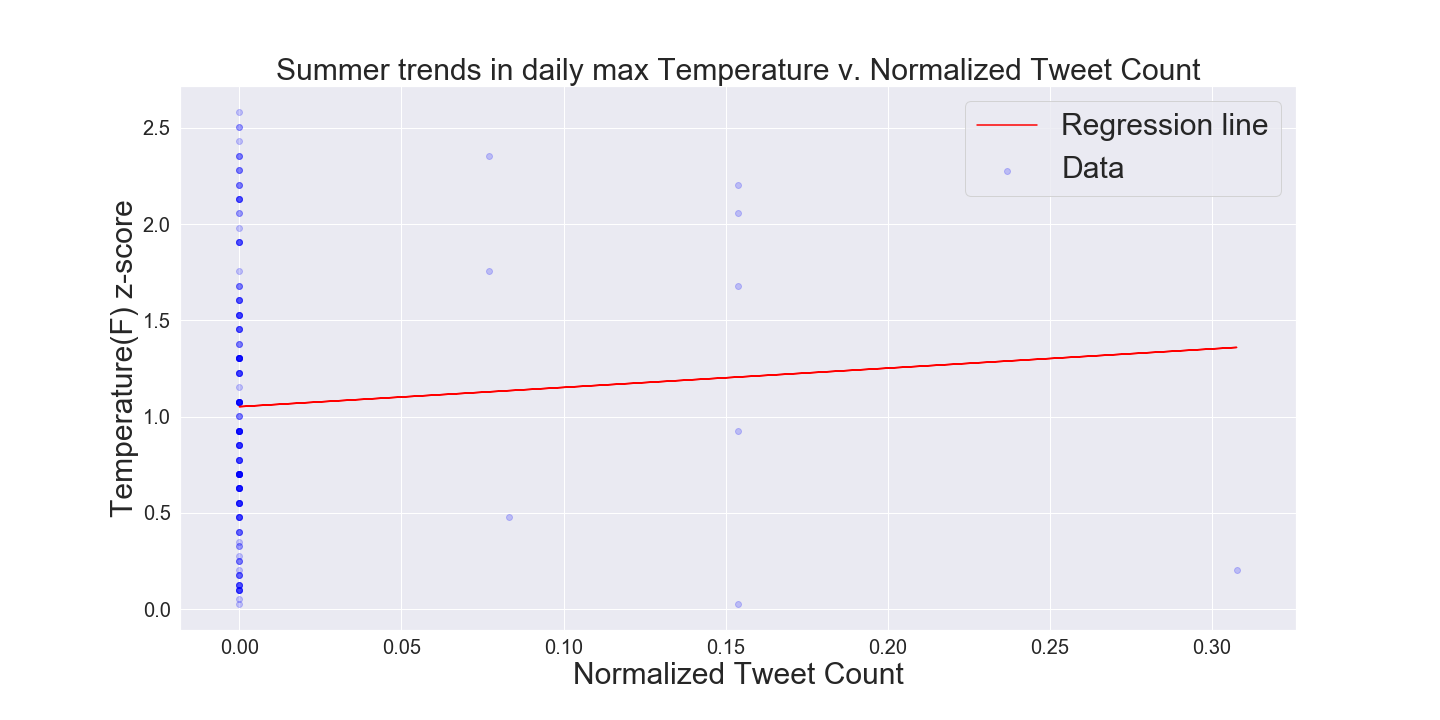 Summer trends in daily max Temperature v. Normalized Tweet Count
Regression line
Data
Temperature(F) z-score
2.5
2.0
1.5
1.0
0.5
0.0
0.00 0.05 0.10 0.15 0.20 0.25 0.30
Normalized Tweet Count